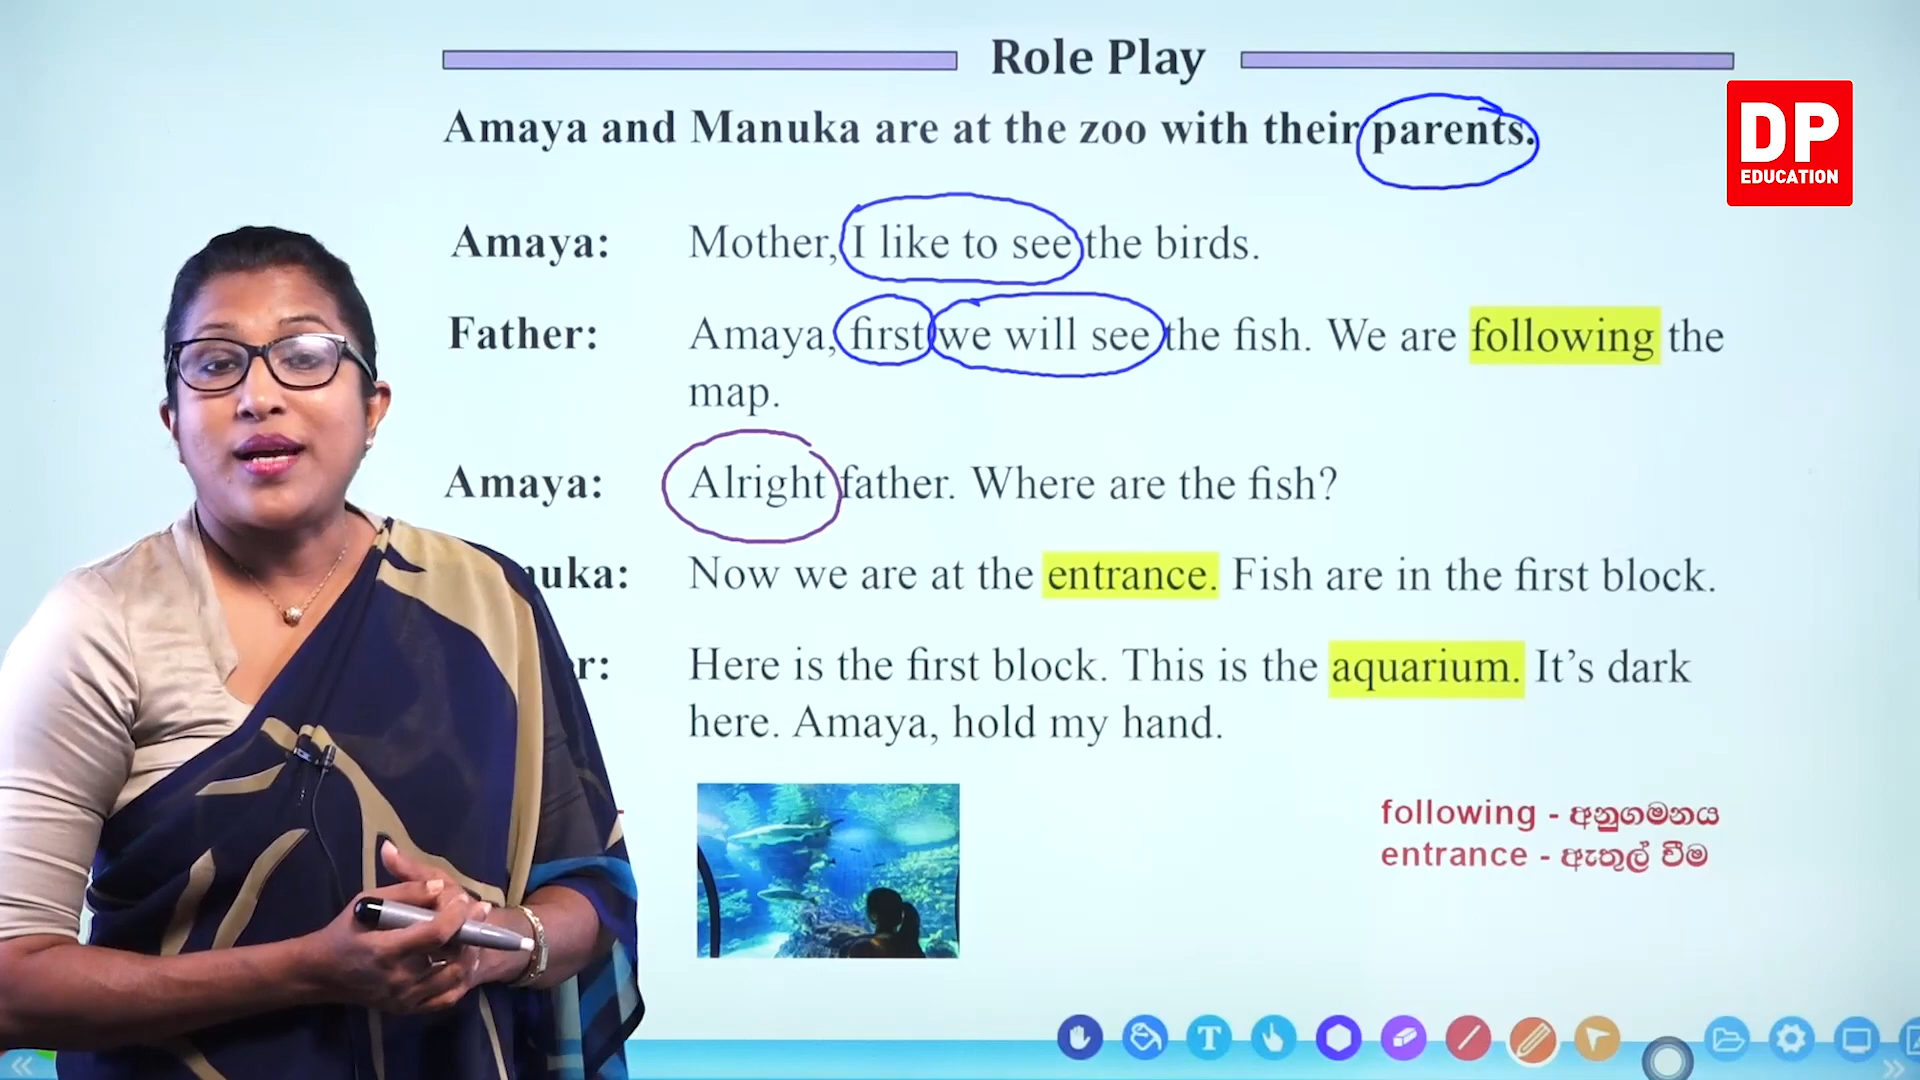 Role Play
DP
EDUCATION
Amaya and Manuka are at the zoo with their parents.
Amaya: Mother, I like to see the birds.
Father: Amaya, first we will see the fish. We are following the
map.
Amaya: Alright father. Where are the fish?
uka: Now we are at the entrance. Fish are in the first block.
r: Here is the first block. This is the aquarium. It's dark
here. Amaya, hold my hand.
following - අනුගමනය
entrance - ඇතුල් වීම